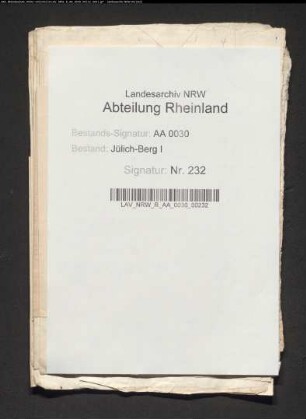 Landesarchiv NRW
Abteilung Rheinland
Bestands-Signatur: AA 0030
Bestand: Jülich-Berg I
Signatur: Nr. 232
LAV_NRW_R_AA_0030_00232